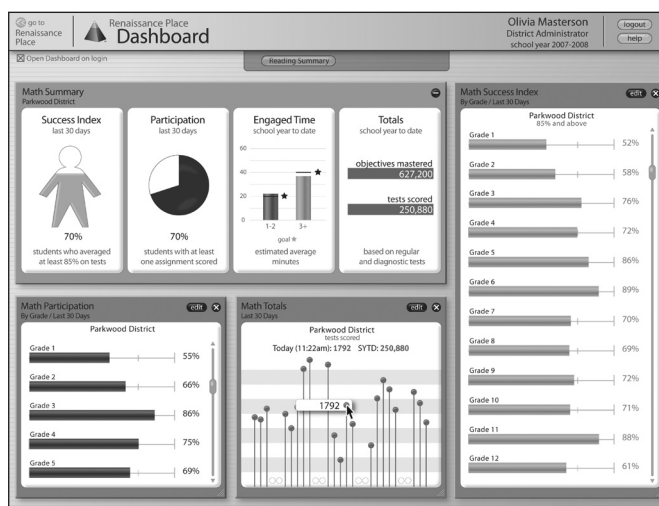 go to
Renaissance
Place
Renaissance Place
Dashboard
Olivia Masterson
District Administrator
school year 2007-2008
logout
help
Open Dashboard on login
Reading Summary
Math Summary
Parkwood District
Success Index
last 30 days
70%
students who averaged
at least 85% on tests
Participation
last 30 days
70%
students with at least
one assignment scored
Engaged Time
school year to date
60
40
20
0
1-2
3+
goal
estimated average
minutes
Totals
school year to date
objectives mastered
627,200
tests scored
250,880
based on regular
and diagnostic tests
Math Success Index
By Grade / Last 30 Days
edit
Parkwood District
85% and above
Grade 1
52%
Grade 2
58%
Grade 3
76%
Grade 4
72%
Grade 5
86%
Grade 6
89%
Grade 7
70%
Grade 8
69%
Grade 9
72%
Grade 10
71%
Grade 11
88%
Grade 12
61%
Math Participation
By Grade / Last 30 Days
edit
Parkwood District
Grade 1
55%
Grade 2
66%
Grade 3
86%
Grade 4
75%
Grade 5
69%
Math Totals
Last 30 Days
edit
Parkwood District
tests scored
Today (11:22am): 1792 SYTD: 250,880
1792